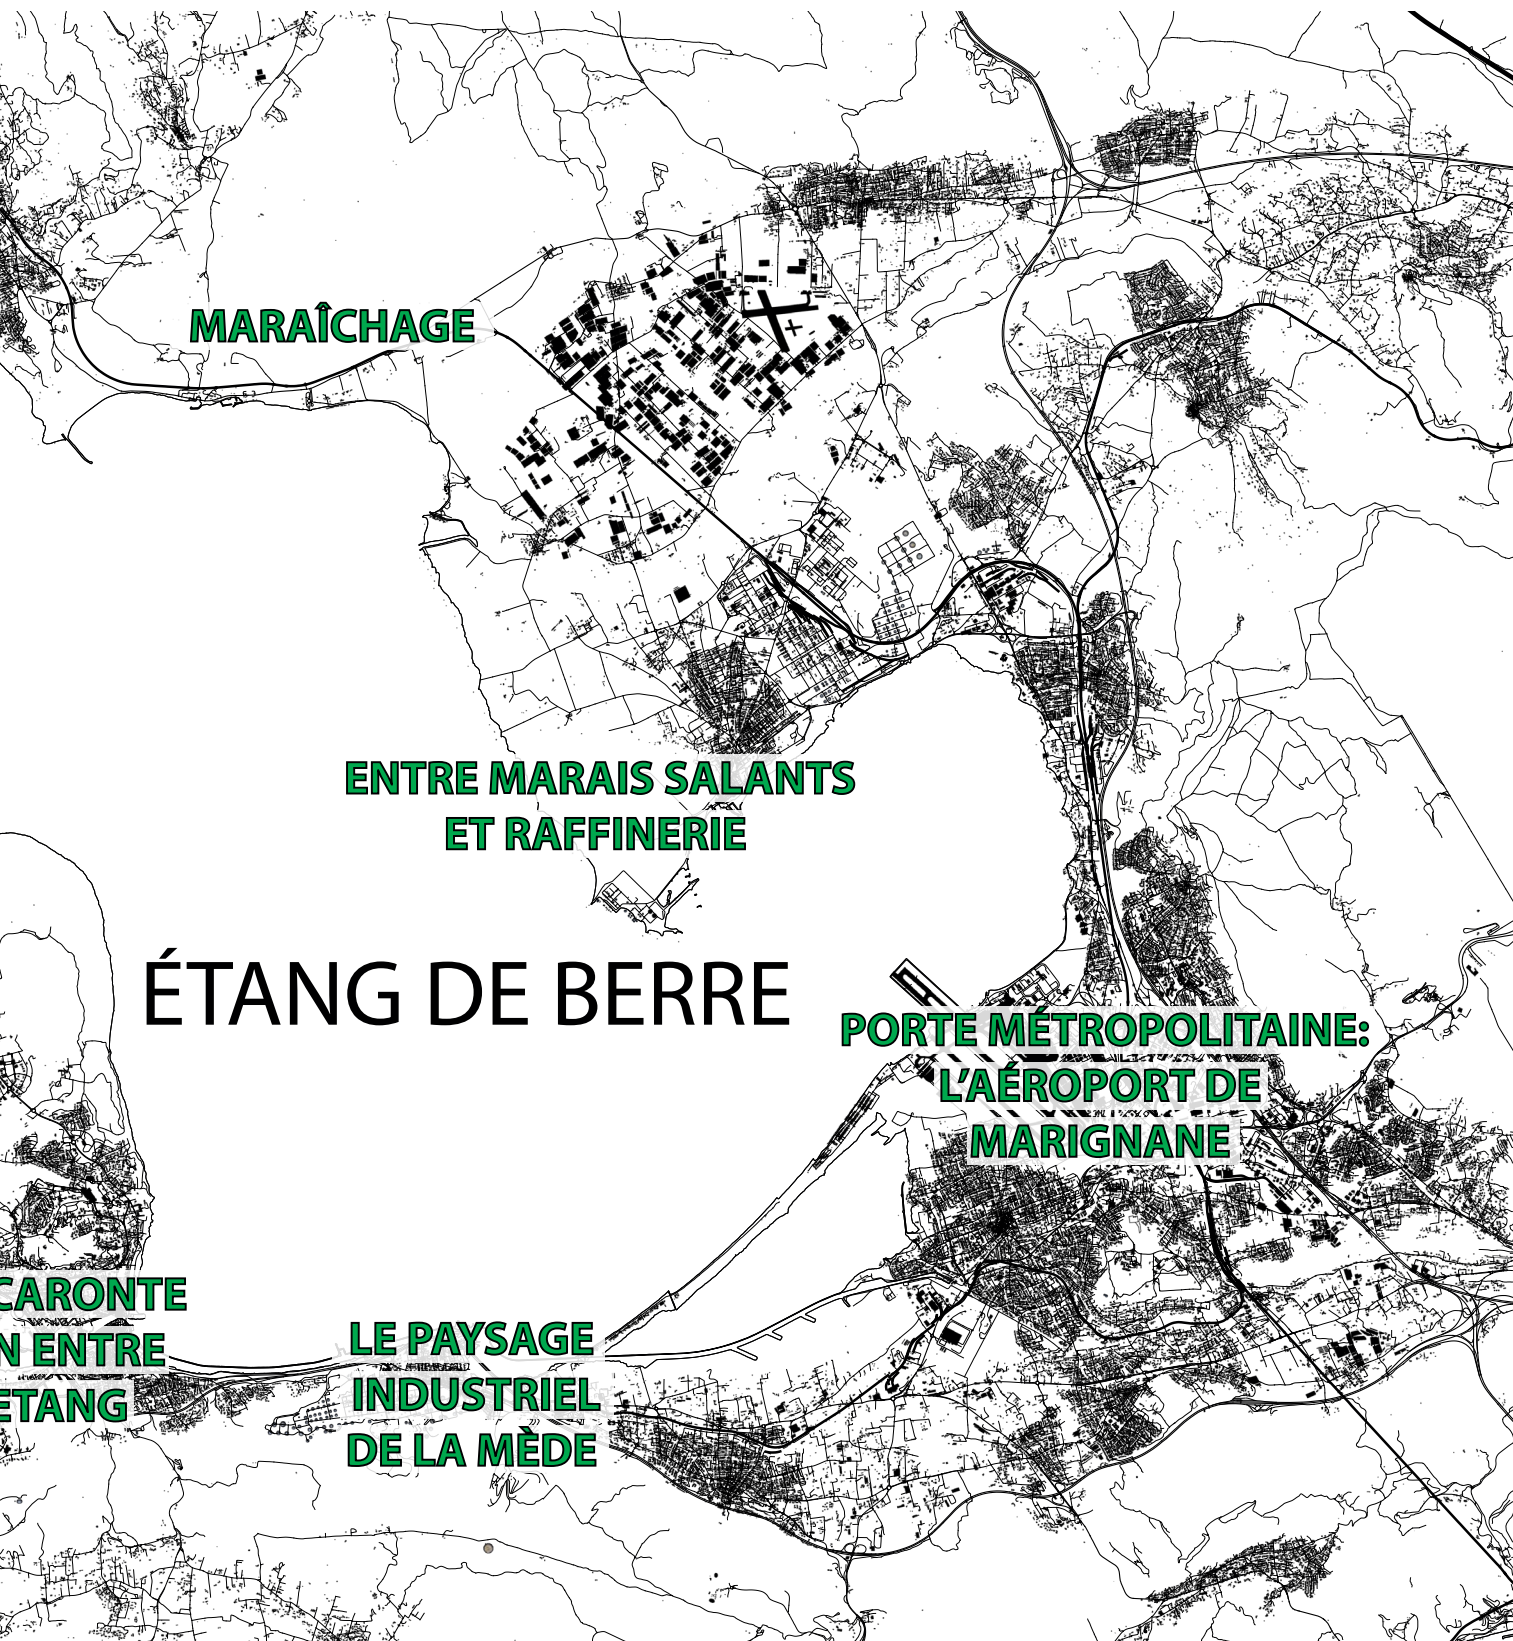 MARAÎCHAGE
ENTRE MARAIS SALANTS
ET RAFFINERIE
ÉTANG DE BERRE
PORTE MÉTROPOLITAINE:
L’AÉROPORT DE
MARIGNANE
CARONTE
N ENTRE
ETANG
LE PAYSAGE
INDUSTRIEL
DE LA MÈDE